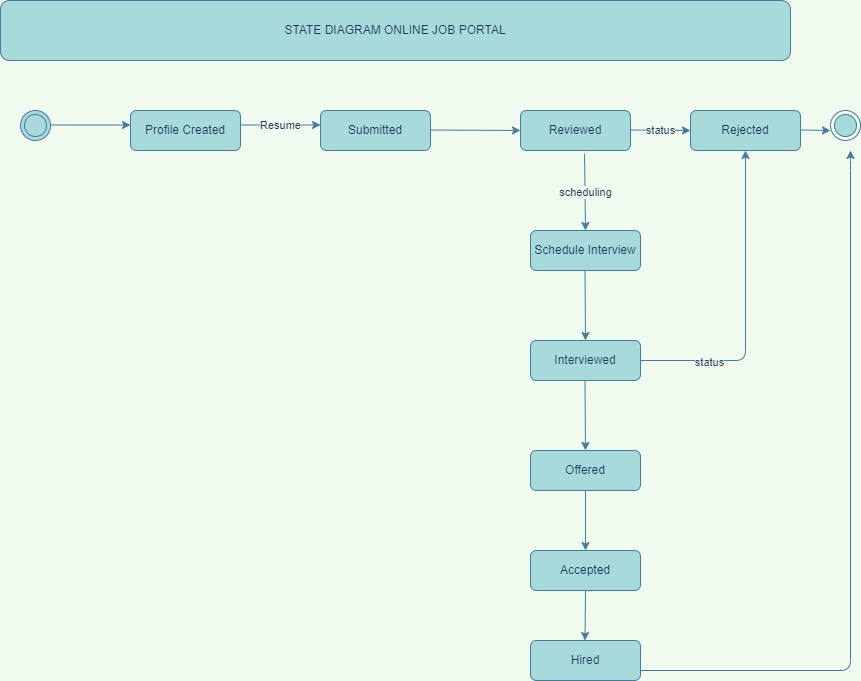 STATE DIAGRAM ONLINE JOB PORTAL
Profile Created
Resume
Submitted
Reviewed
status
Rejected
scheduling
Schedule Interview
Interviewed
status
Offered
Accepted
Hired